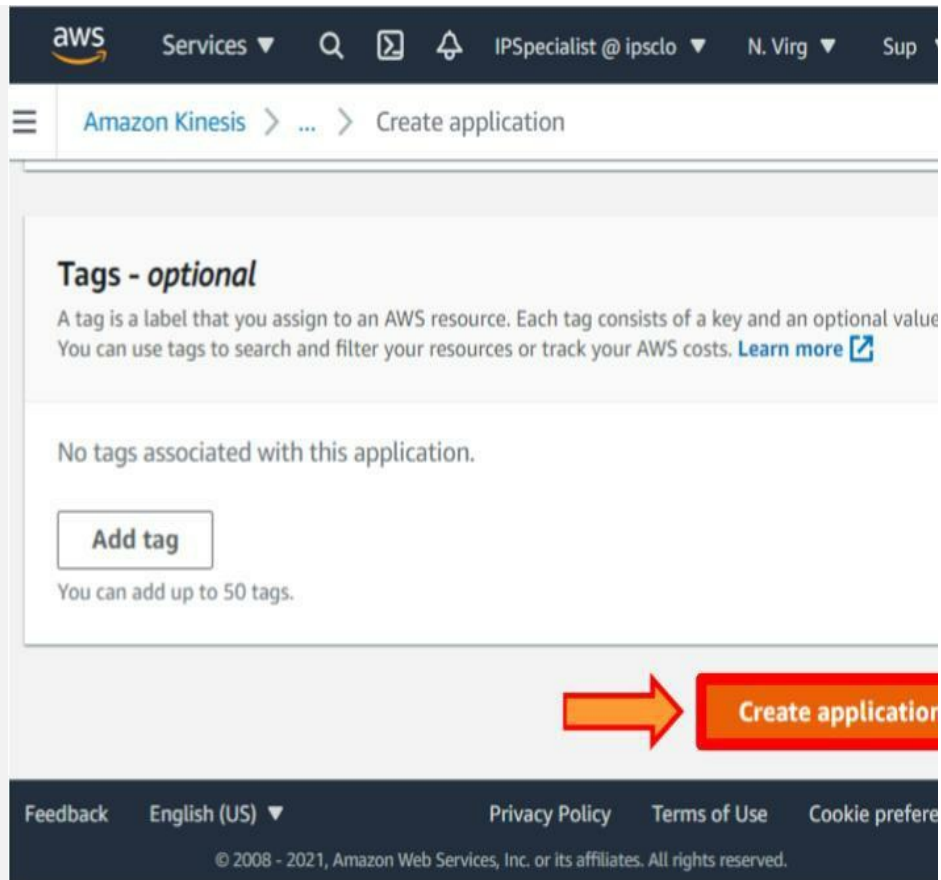 aws Services ▼ IPSpecialist @ ipsclo ▼ N. Virg ▼ Sup
Amazon Kinesis > ... > Create application
Tags - optional
A tag is a label that you assign to an AWS resource. Each tag consists of a key and an optional value
You can use tags to search and filter your resources or track your AWS costs. Learn more
No tags associated with this application.
Add tag
You can add up to 50 tags.
Create application
Feedback English (US) ▼ Privacy Policy Terms of Use Cookie prefere
© 2008 - 2021, Amazon Web Services, Inc. or its affiliates. All rights reserved.